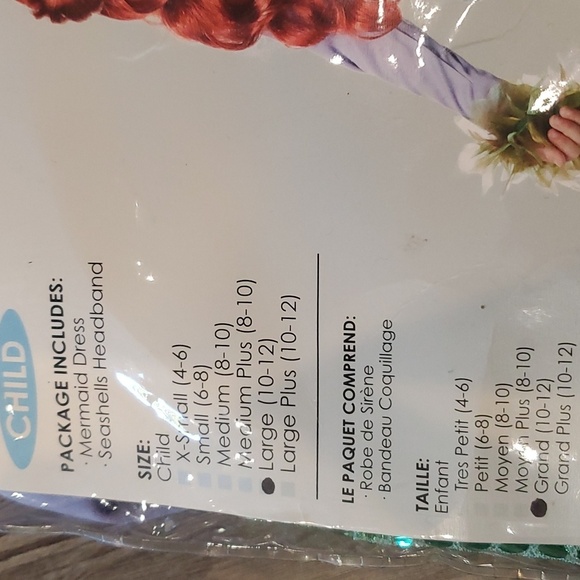 CHILD
PACKAGE INCLUDES:
· Mermaid Dress
· Seashells Headband
SIZE:
Child
X-Small (4-6)
Small (6-8)
Medium (8-10)
Medium Plus (8-10)
Large (10-12)
Large Plus (10-12)
LE PAQUET COMPREND:
· Robe de Sirène
· Bandeau Coquillage
TAILLE:
Enfant
Tres Petit (4-6)
Petit (6-8)
Moyen (8-10)
Moyen Plus (8-10)
Grand (10-12)
Grand Plus (10-12)